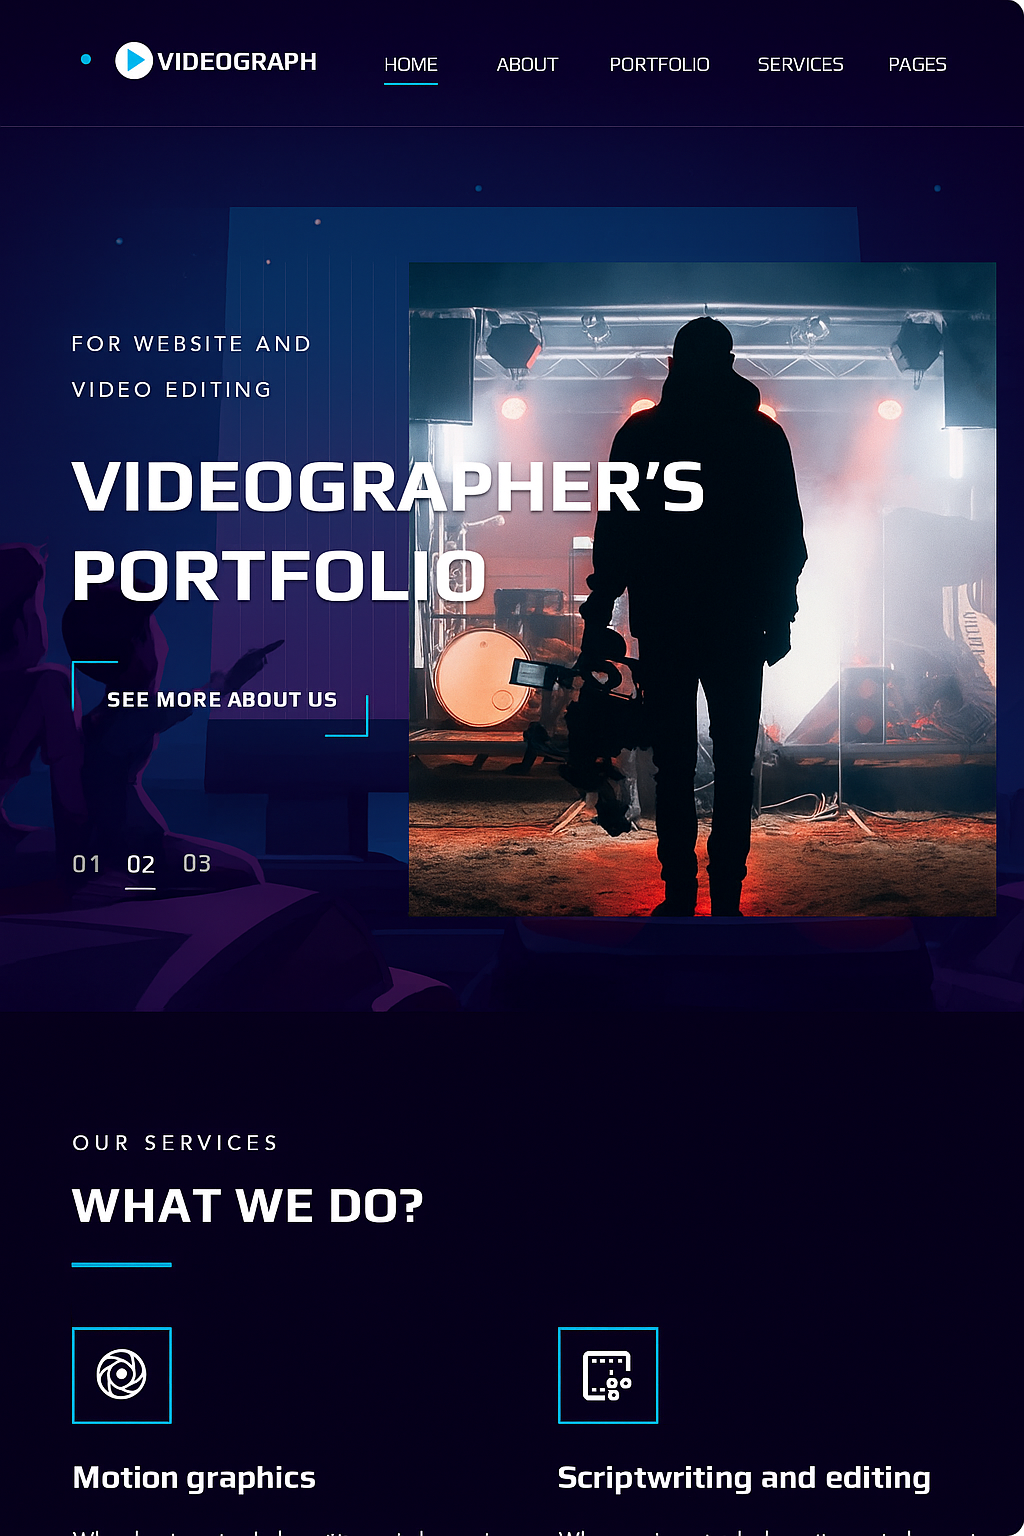 VIDEOGRAPH
HOME ABOUT PORTFOLIO SERVICES PAGES
FOR WEBSITE AND
VIDEO EDITING
VIDEOGRAPHER’S
PORTFOLIO
SEE MORE ABOUT US
01 02 03
OUR SERVICES
WHAT WE DO?
Motion graphics
Scriptwriting and editing